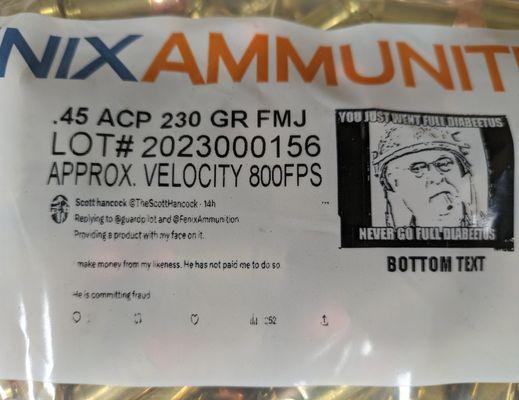 NIX AMMUNITI
.45 ACP 230 GR FMJ
LOT# 2023000156
APPROX. VELOCITY 800FPS
Scott hancock @TheScottHancock · 14h
Replying to @guardpilot and @FenixAmmunition
Providing a product with my face on it.
make money from my likeness. He has not paid me to do so.
He is committing fraud
252
YOU JUST WENT FULL DIABEETUS
NEVER GO FULL DIABEETUS
BOTTOM TEXT